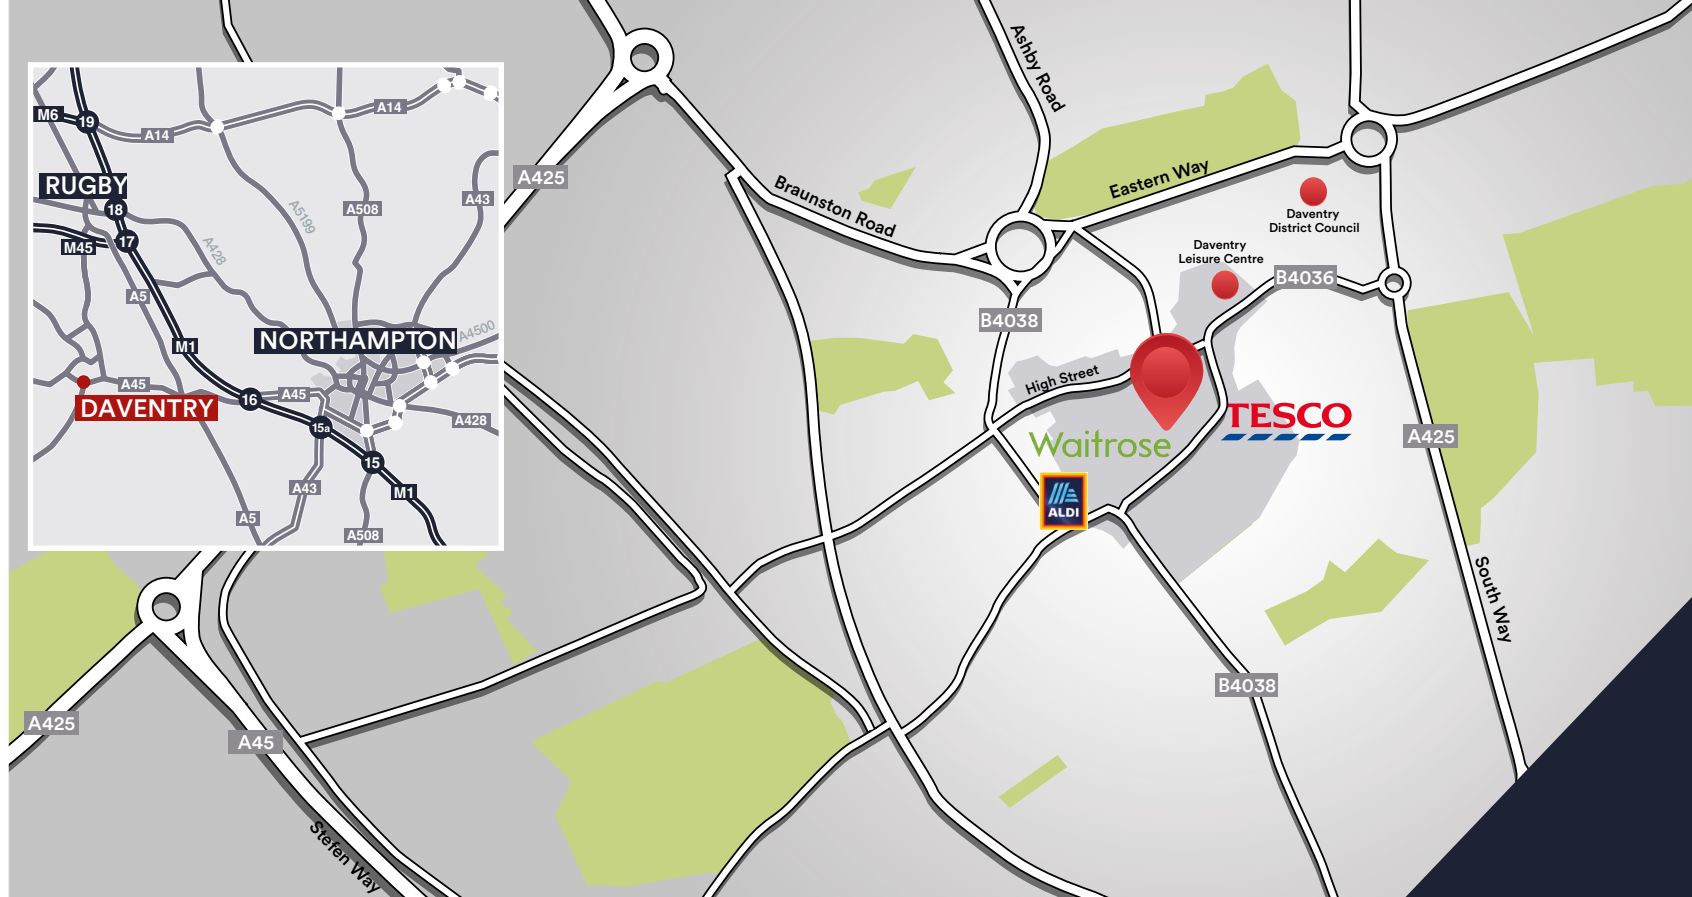 M6
19
A14
A14
RUGBY
18
A5199
A508
A43
M45
17
A428
A5
M1
NORTHAMPTON
A4500
A45
16
A45
DAVENTRY
15a
A428
15
A43
M1
A5
A508
A425
Ashby Road
Braunston Road
Eastern Way
Daventry
District Council
Daventry
Leisure Centre
B4036
B4038
High Street
Waitrose
TESCO
ALDI
A425
South Way
B4038
A425
A45
Stefen Way